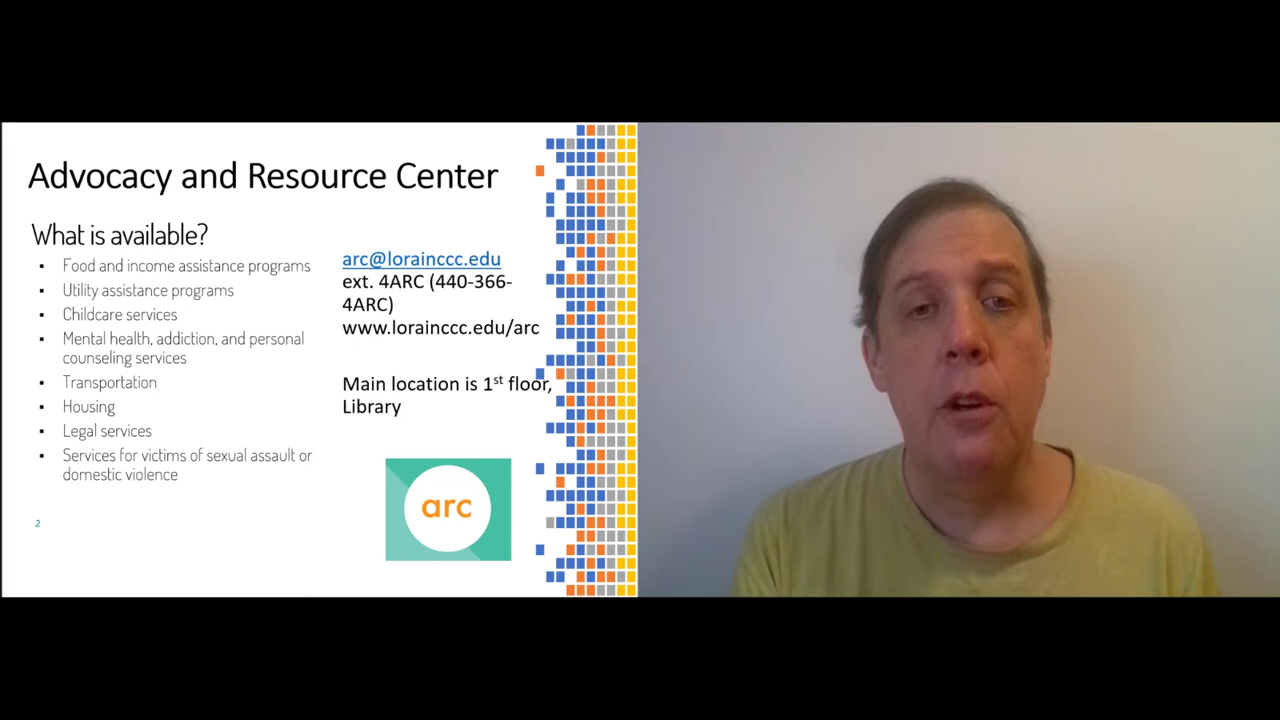 Advocacy and Resource Center
What is available?
▪ Food and income assistance programs
▪ Utility assistance programs
▪ Childcare services
▪ Mental health, addiction, and personal
counseling services
▪ Transportation
▪ Housing
▪ Legal services
▪ Services for victims of sexual assault or
domestic violence
arc@lorainccc.edu
ext. 4ARC (440-366-
4ARC)
www.lorainccc.edu/arc
Main location is 1st floor,
Library
arc
2